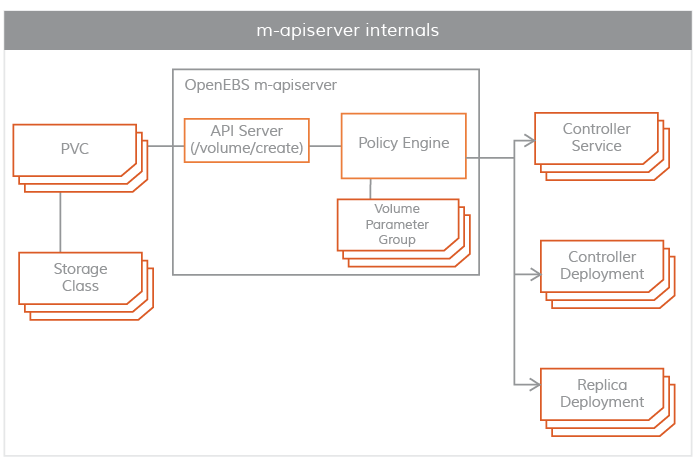 m-apiserver internals
OpenEBS m-apiserver
PVC
API Server
(/volume/create)
Policy Engine
Volume
Parameter
Group
Storage
Class
Controller
Service
Controller
Deployment
Replica
Deployment